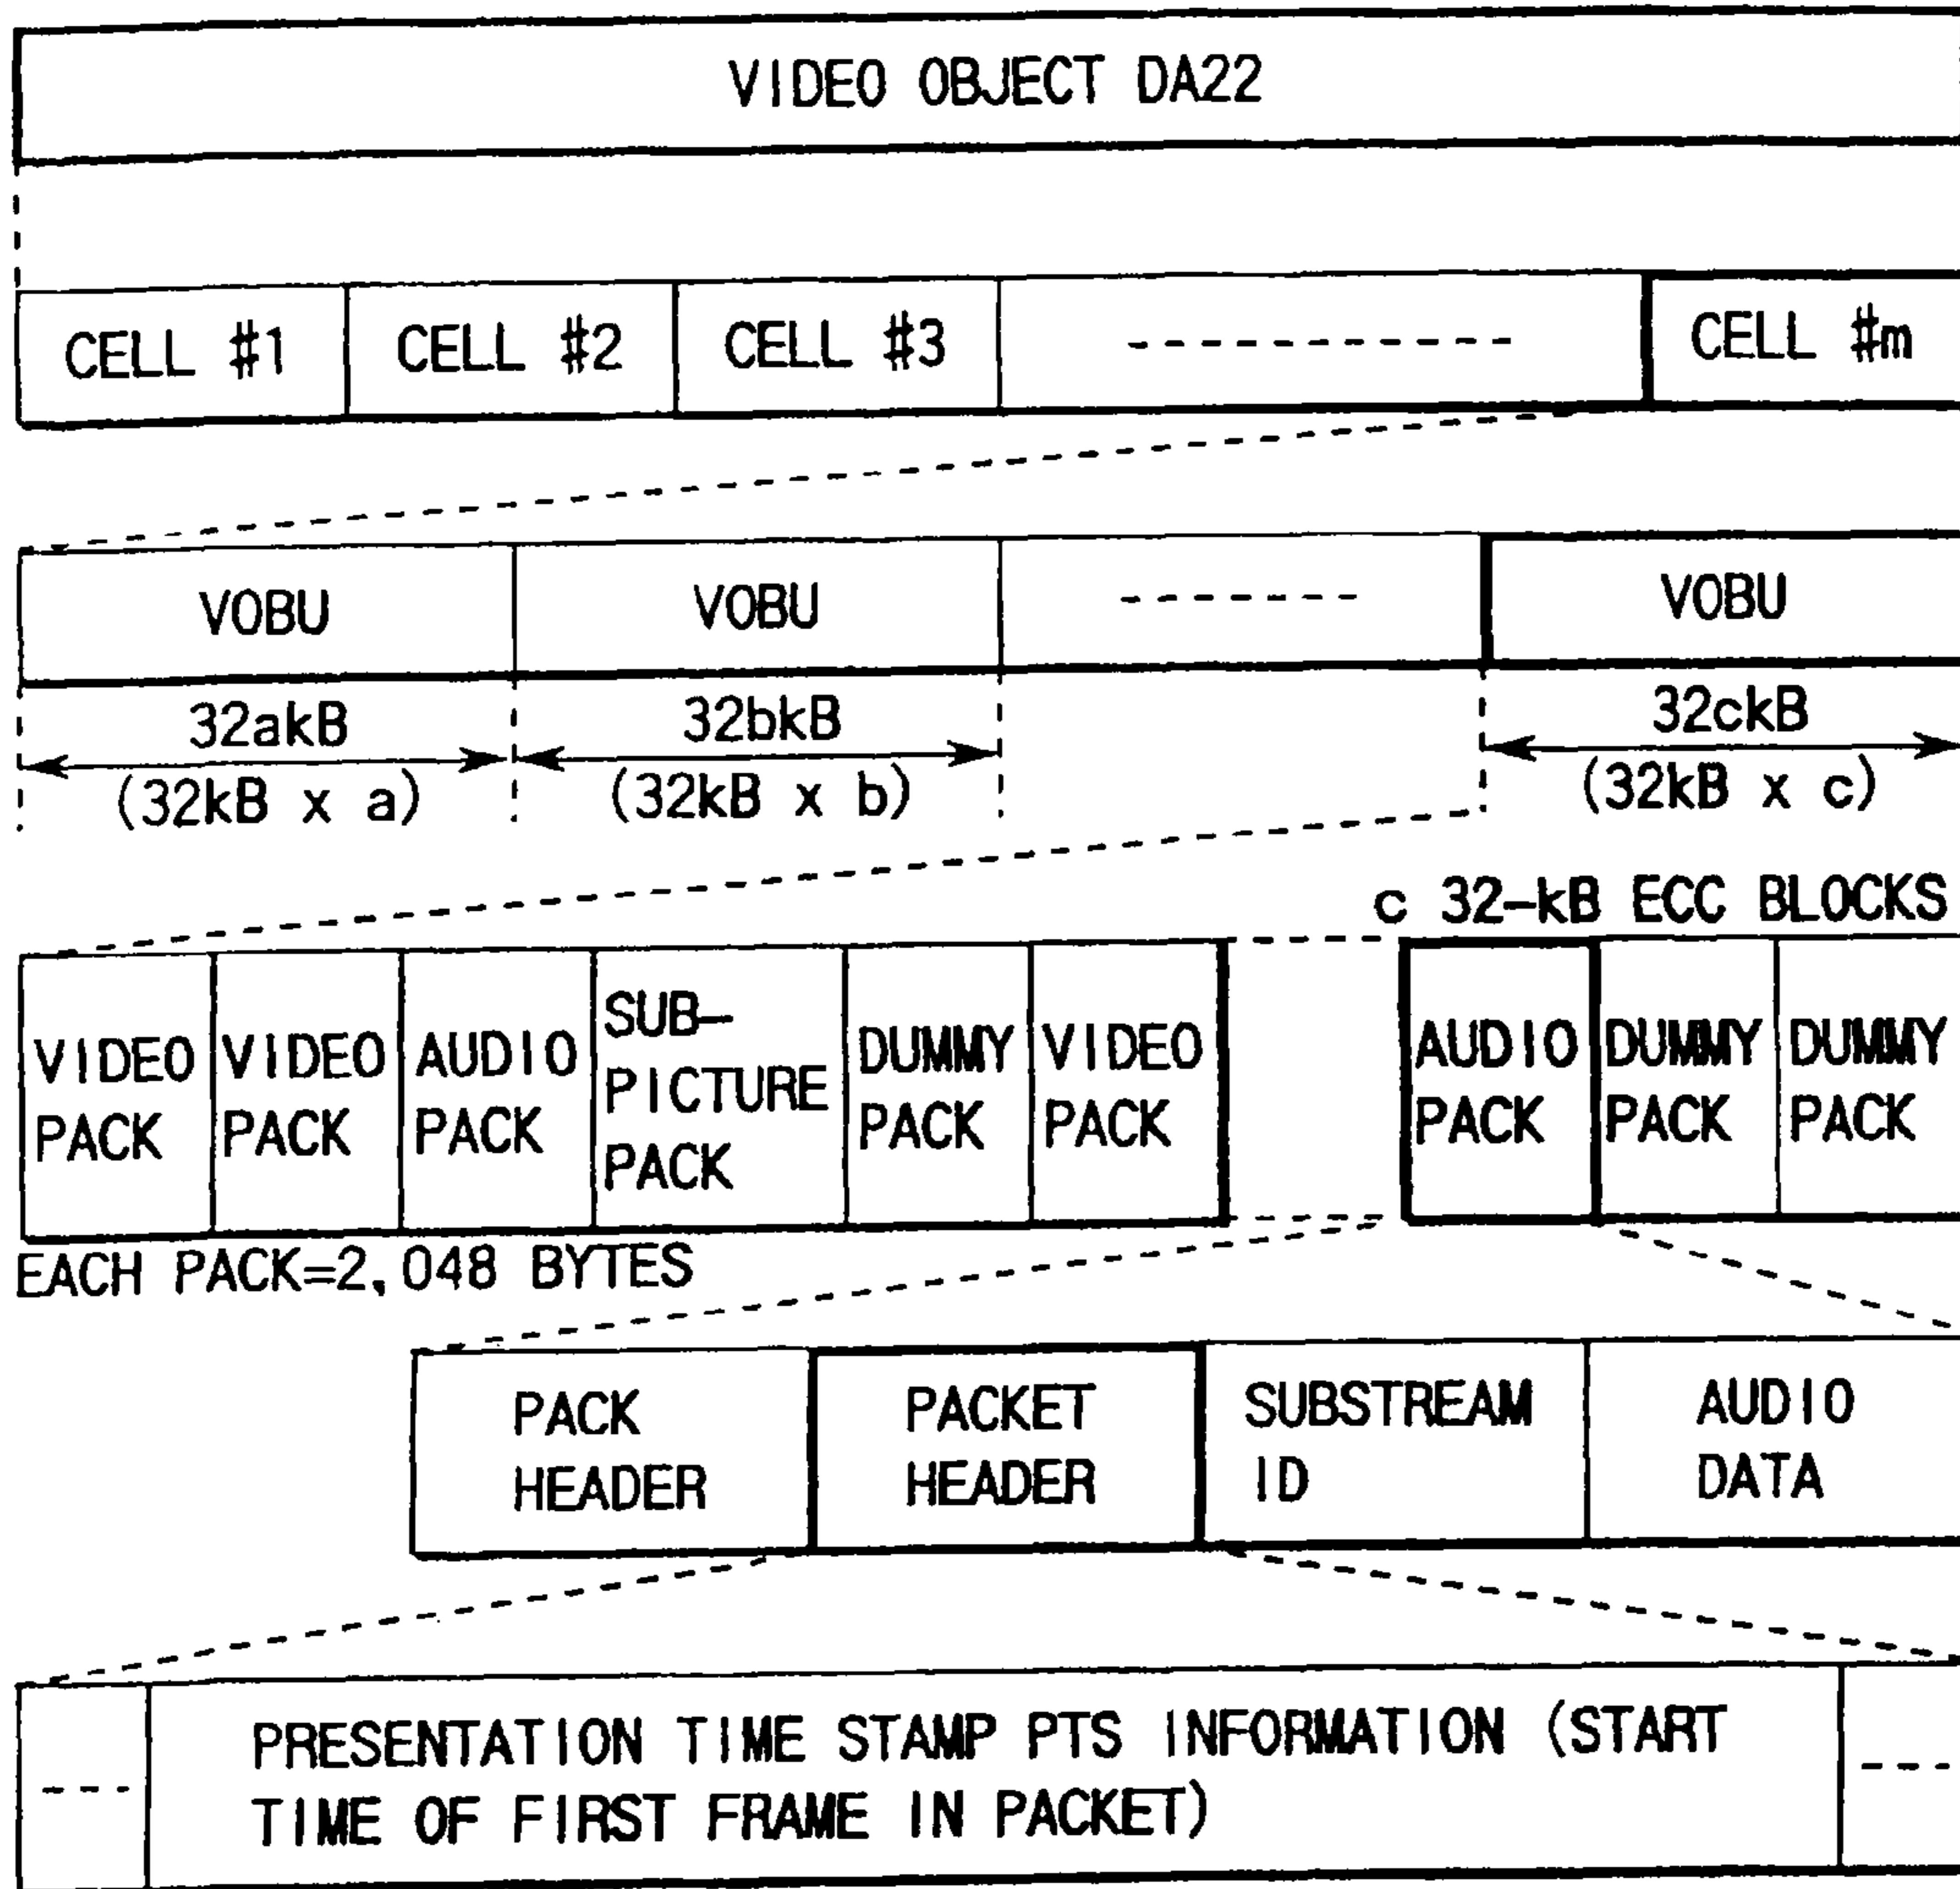 VIDEO OBJECT DA22
CELL #1 CELL #2 CELL #3 ----------- CELL #m
VOBU VOBU ------- VOBU
32akB 32bkB 32ckB
(32kB x a) (32kB x b) (32kB x c)
c 32-kB ECC BLOCKS
VIDEO PACK
VIDEO PACK
AUDIO PACK
SUB-
PICTURE
PACK
DUMMY PACK
VIDEO PACK
AUDIO PACK
DUMMY PACK
DUMMY PACK
EACH PACK=2,048 BYTES
PACK
HEADER
PACKET
HEADER
SUBSTREAM
ID
AUDIO
DATA
--- PRESENTATION TIME STAMP PTS INFORMATION (START ---
TIME OF FIRST FRAME IN PACKET)